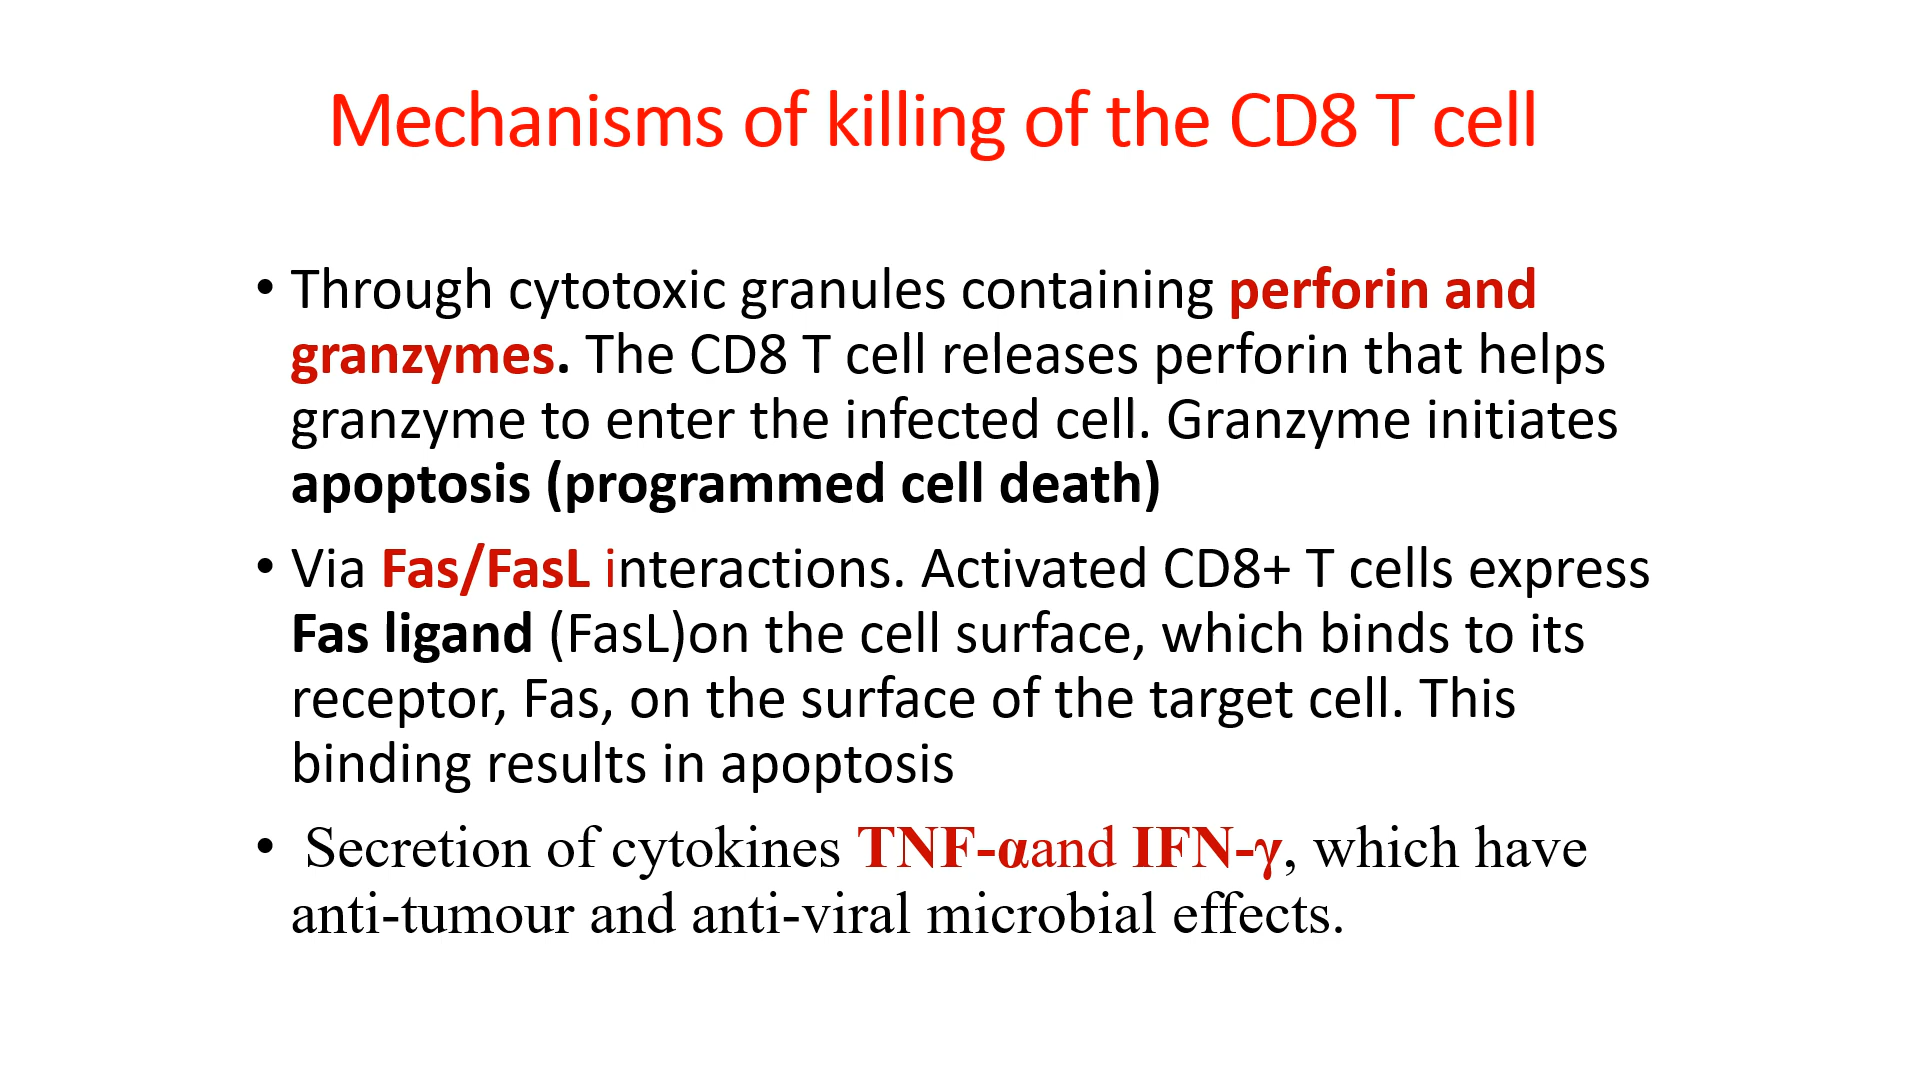 Mechanisms of killing of the CD8 T cell
• Through cytotoxic granules containing perforin and
granzymes. The CD8 T cell releases perforin that helps
granzyme to enter the infected cell. Granzyme initiates
apoptosis (programmed cell death)
• Via Fas/FasL interactions. Activated CD8+ T cells express
Fas ligand (FasL)on the cell surface, which binds to its
receptor, Fas, on the surface of the target cell. This
binding results in apoptosis
• Secretion of cytokines TNF-αand IFN-γ, which have
anti-tumour and anti-viral microbial effects.